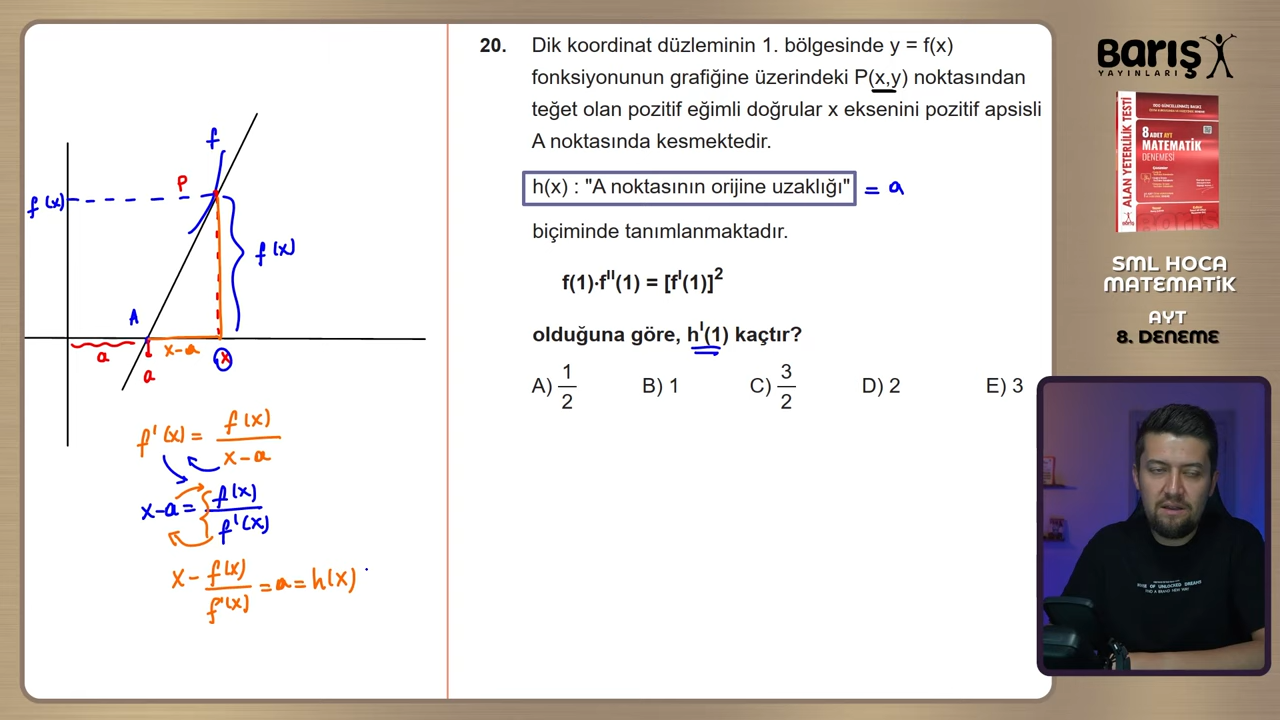 20. Dik koordinat düzleminin 1. bölgesinde y = f(x)
fonksiyonunun grafiğine üzerindeki P(x,y) noktasından
teğet olan pozitif eğimli doğrular x eksenini pozitif apsisli
A noktasında kesmektedir.
h(x) : "A noktasının orijine uzaklığı" = a
biçiminde tanımlanmaktadır.
f(1)·f''(1) = [f'(1)]²
olduğuna göre, h'(1) kaçtır?
A) 1/2 B) 1 C) 3/2 D) 2 E) 3
f
P
f(x)
f(x)
A
a
x-a
x
a
f'(x) = f(x)/(x-a)
x-a = f(x)/f'(x)
x - f(x)/f'(x) = a = h(x)
BARIŞ
YAYINLARI
ALAN YETERLİLİK TESTİ
8 ADET AYT
MATEMATİK
DENEMESİ
SML HOCA
MATEMATİK
AYT
8. DENEME